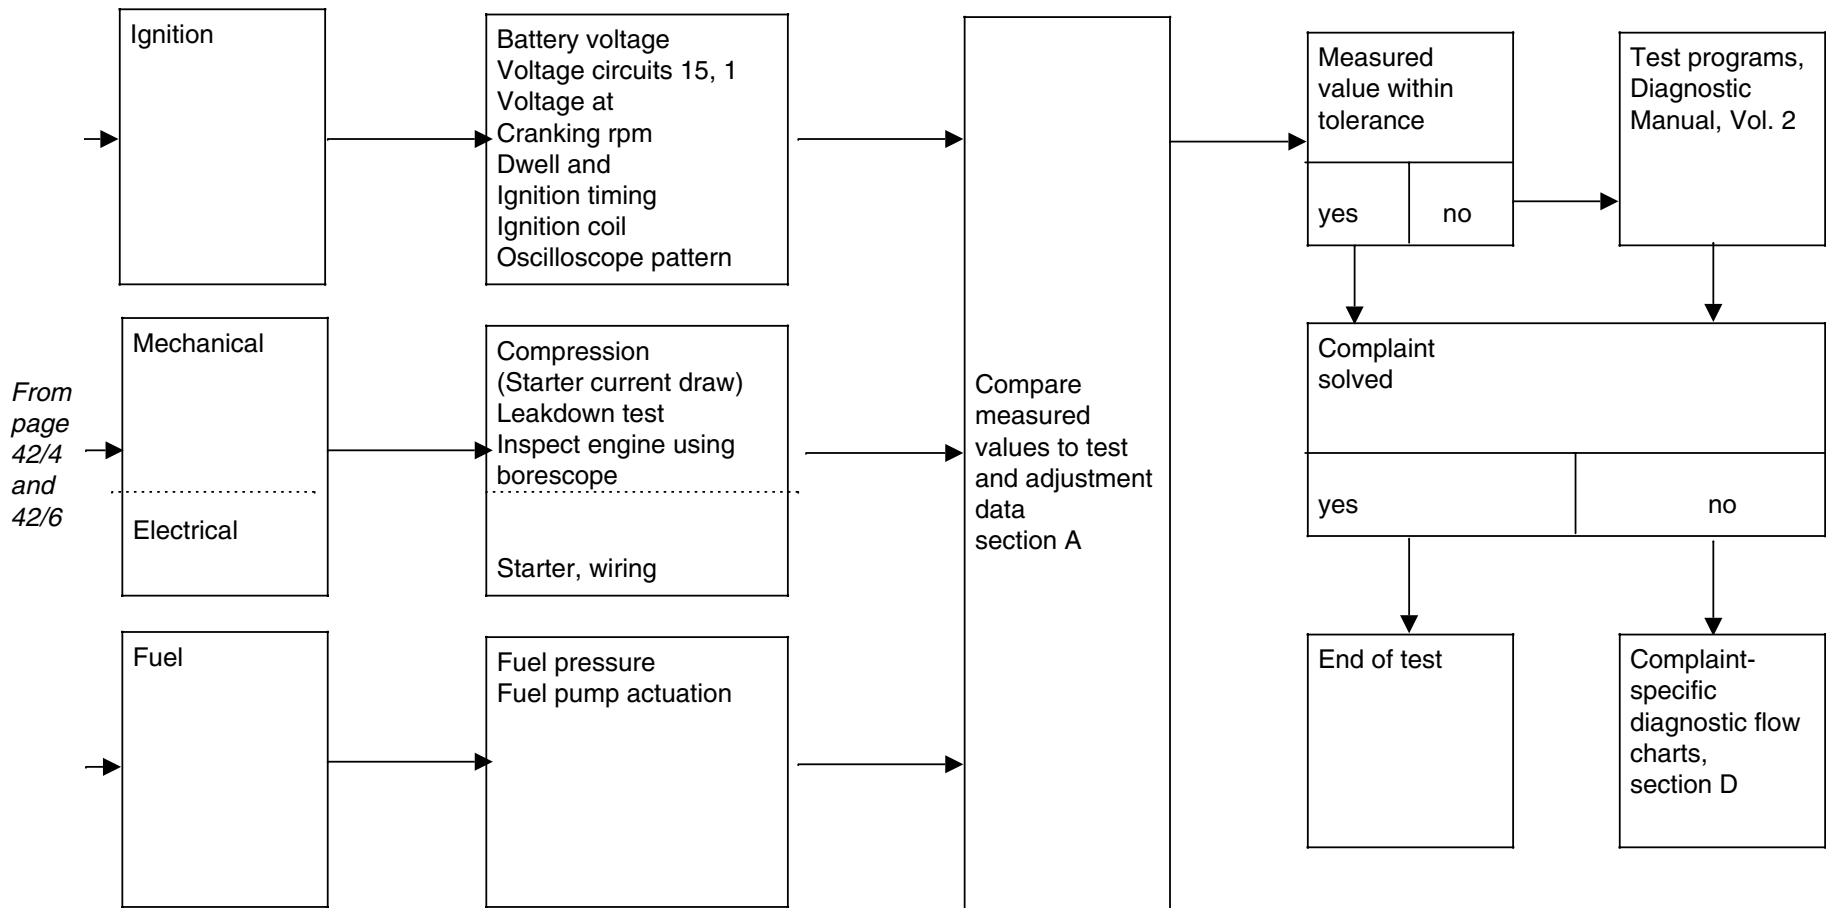 From
page
42/4
and
42/6
Ignition
Battery voltage
Voltage circuits 15, 1
Voltage at
Cranking rpm
Dwell and
Ignition timing
Ignition coil
Oscilloscope pattern
Mechanical
Electrical
Compression
(Starter current draw)
Leakdown test
Inspect engine using
borescope
Starter, wiring
Fuel
Fuel pressure
Fuel pump actuation
Compare
measured
values to test
and adjustment
data
section A
Measured
value within
tolerance
yes
no
Test programs,
Diagnostic
Manual, Vol. 2
Complaint
solved
yes
no
End of test
Complaint-
specific
diagnostic flow
charts,
section D